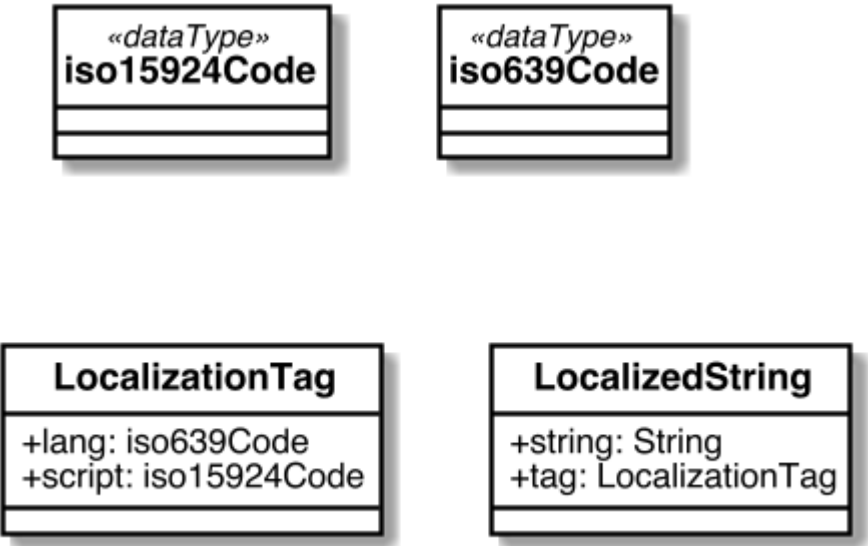 «dataType»
iso15924Code
«dataType»
iso639Code
LocalizationTag
+lang: iso639Code
+script: iso15924Code
LocalizedString
+string: String
+tag: LocalizationTag